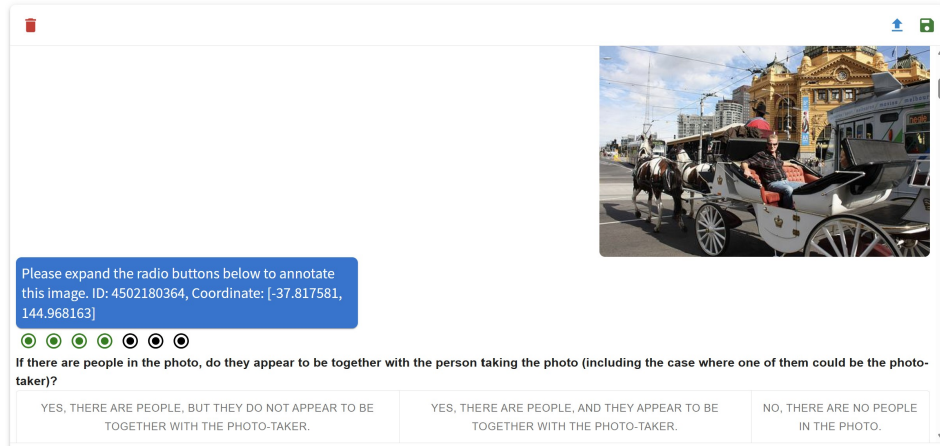 Please expand the radio buttons below to annotate
this image. ID: 4502180364, Coordinate: [-37.817581,
144.968163]
If there are people in the photo, do they appear to be together with the person taking the photo (including the case where one of them could be the photo-
taker)?
YES, THERE ARE PEOPLE, BUT THEY DO NOT APPEAR TO BE
TOGETHER WITH THE PHOTO-TAKER.
YES, THERE ARE PEOPLE, AND THEY APPEAR TO BE
TOGETHER WITH THE PHOTO-TAKER.
NO, THERE ARE NO PEOPLE
IN THE PHOTO.